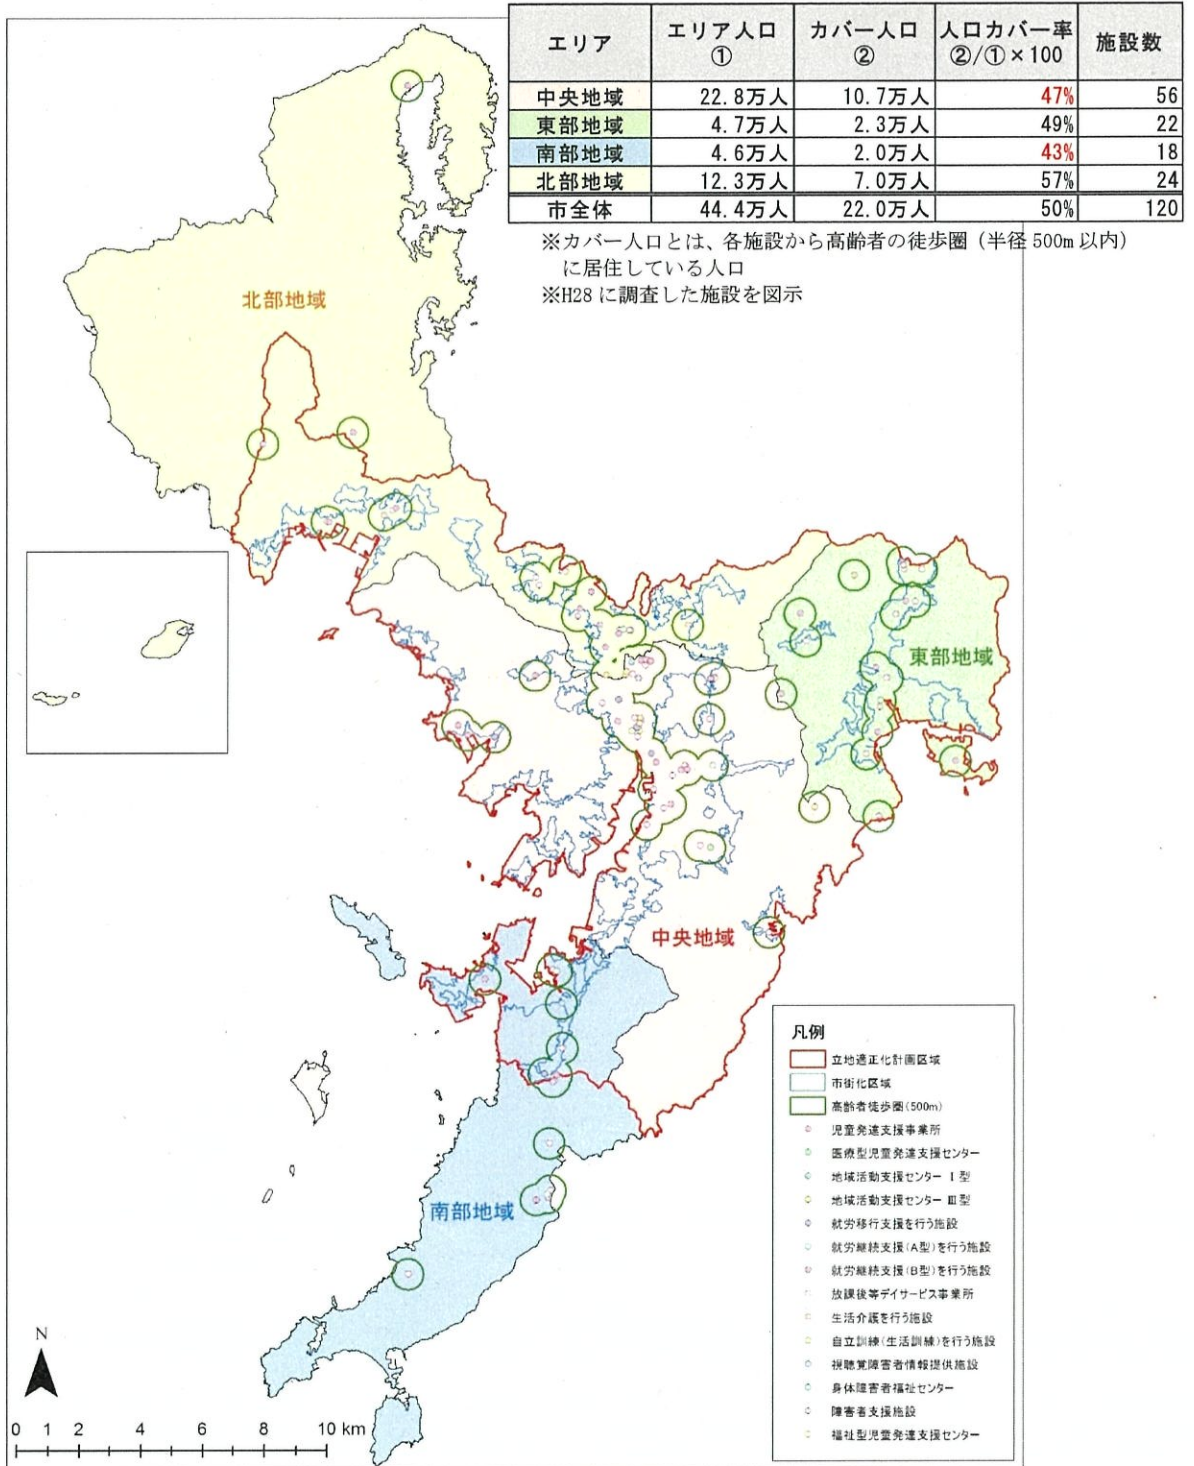 エリア エリア人口① カバー人口② 人口カバー率②/①×100 施設数
中央地域 22.8万人 10.7万人 47% 56
東部地域 4.7万人 2.3万人 49% 22
南部地域 4.6万人 2.0万人 43% 18
北部地域 12.3万人 7.0万人 57% 24
市全体 44.4万人 22.0万人 50% 120
※カバー人口とは、各施設から高齢者の徒歩圏（半径 500m 以内）
に居住している人口
※H28 に調査した施設を図示
北部地域
東部地域
中央地域
南部地域
凡例
立地適正化計画区域
市街化区域
高齢者徒歩圏(500m)
児童発達支援事業所
医療型児童発達支援センター
地域活動支援センター Ⅰ型
地域活動支援センター Ⅲ型
就労移行支援を行う施設
就労継続支援(A型)を行う施設
就労継続支援(B型)を行う施設
放課後等デイサービス事業所
生活介護を行う施設
自立訓練(生活訓練)を行う施設
視聴覚障害者情報提供施設
身体障害者福祉センター
障害者支援施設
福祉型児童発達支援センター
N
0 1 2 4 6 8 10 km